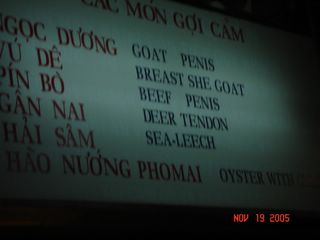 CÁC MÓN GỢI CẢM
NGỌC DƯƠNG GOAT PENIS
VÚ DÊ BREAST SHE GOAT
PÍN BÒ BEEF PENIS
GÂN NAI DEER TENDON
HẢI SÂM SEA-LEECH
HÀO NƯỚNG PHOMAI OYSTER WITH
NOV 19 2005